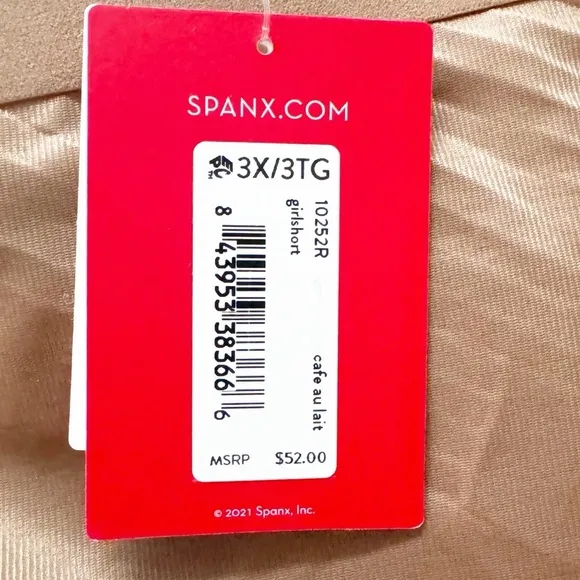 SPANX.COM
3X/3TG
10252R
girlshort
cafe au lait
8 43953 38366 6
MSRP $52.00
© 2021 Spanx, Inc.